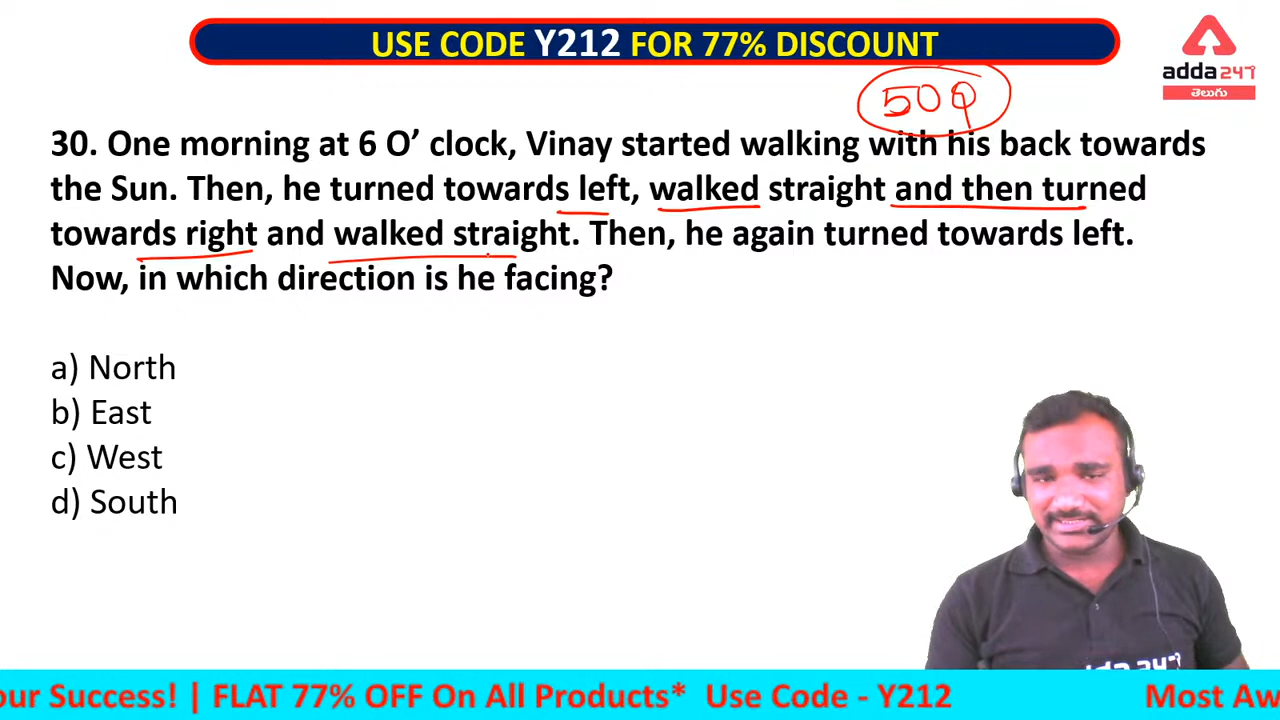 USE CODE Y212 FOR 77% DISCOUNT
adda247
తెలుగు
50Q
30. One morning at 6 O’ clock, Vinay started walking with his back towards
the Sun. Then, he turned towards left, walked straight and then turned
towards right and walked straight. Then, he again turned towards left.
Now, in which direction is he facing?
a) North
b) East
c) West
d) South
adda247
our Success! | FLAT 77% OFF On All Products* Use Code - Y212 Most Aw